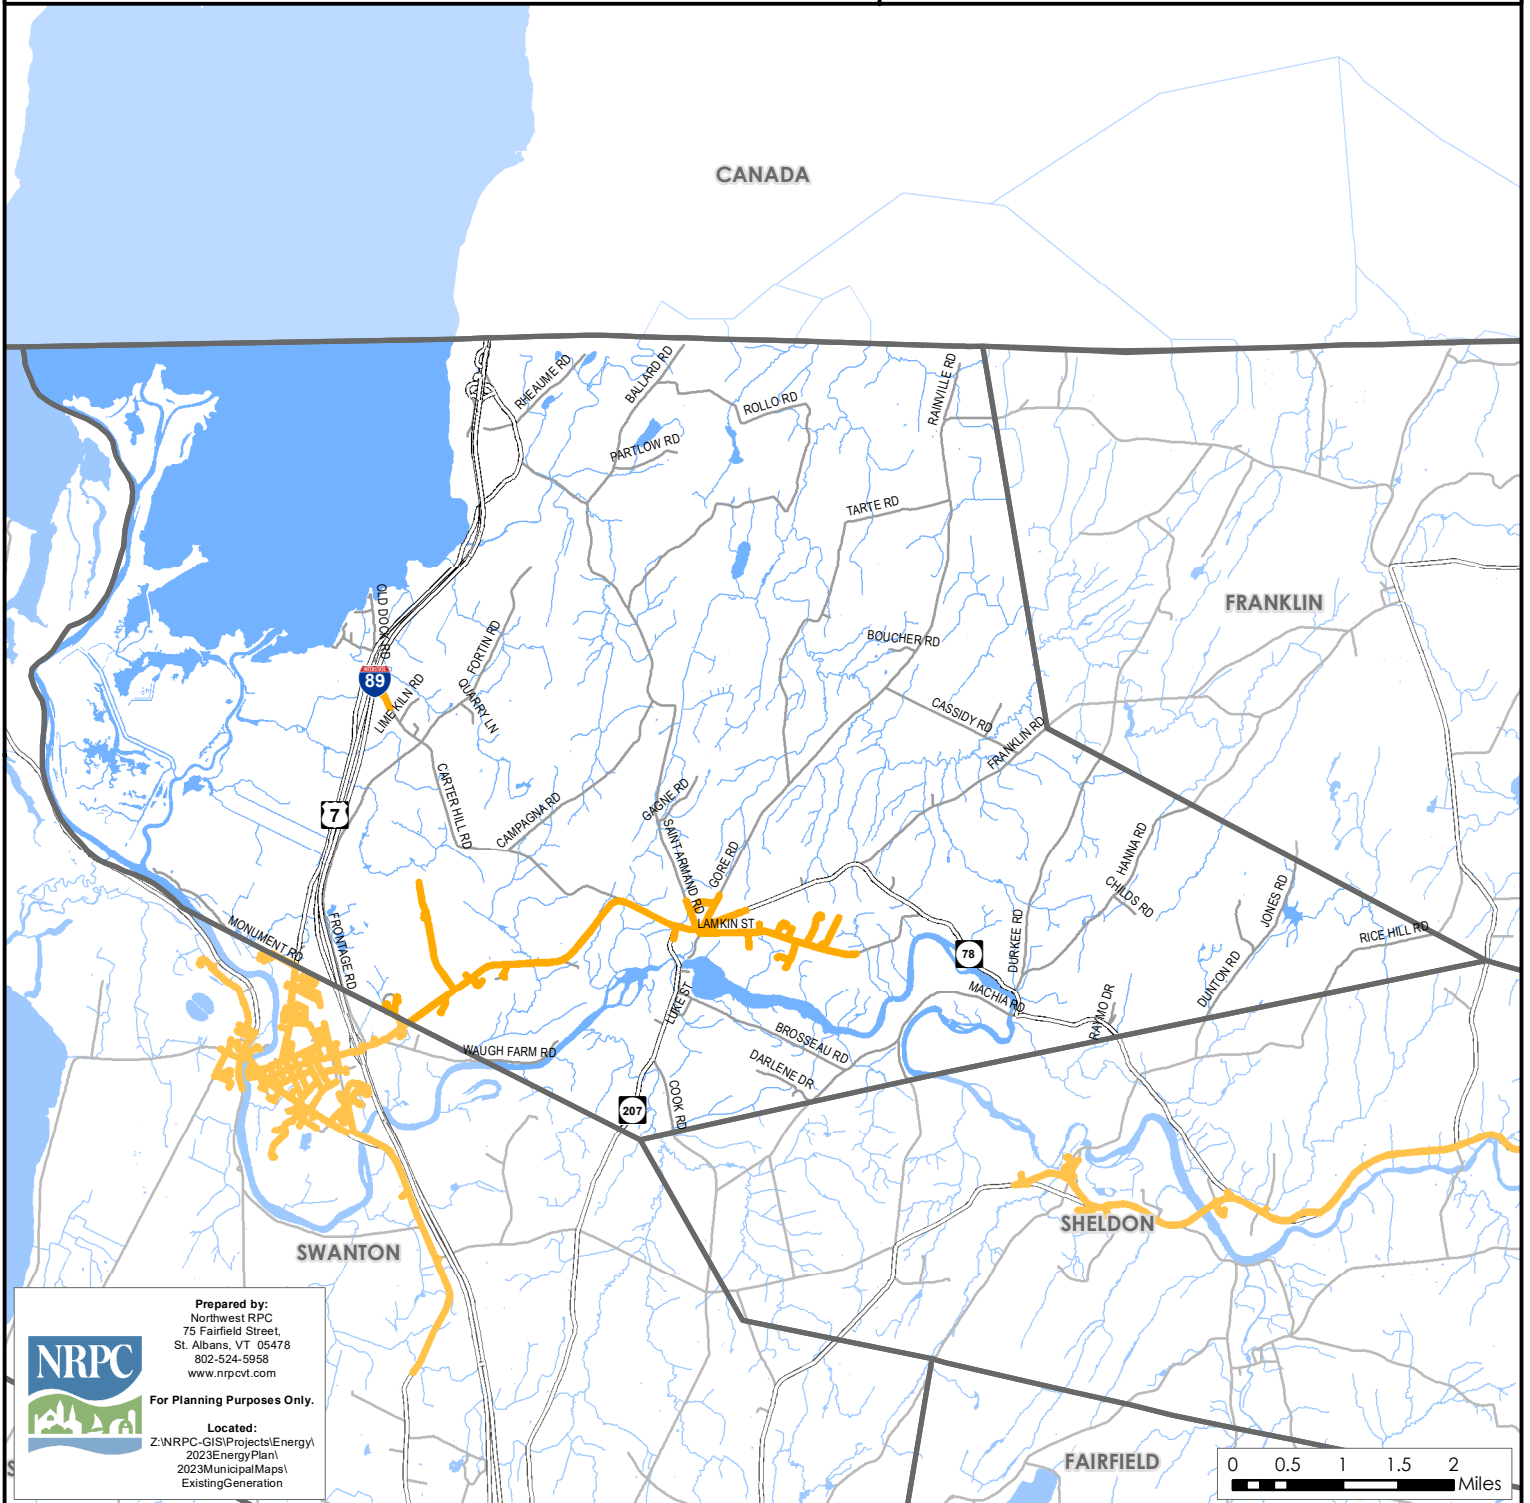 CANADA
RHEAUME RD
BALLARD RD
ROLLO RD
RAINVILLE RD
PARTLOW RD
TARTE RD
FRANKLIN
OLD DOCK RD
INTERSTATE
89
FORTIN RD
LIME KILN RD
QUARRY LN
BOUCHER RD
CASSIDY RD
FRANKLIN RD
7
CARTER HILL RD
CAMPAGNA RD
GAGNE RD
SAINT ARMAND RD
GORE RD
HANNA RD
CHILDS RD
JONES RD
LAMKIN ST
MONUMENT RD
FRONTAGE RD
78
DURKEE RD
RICE HILL RD
DUNTON RD
MACHIA RD
RAYMO DR
LUKE ST
BROSSEAU RD
WAUGH FARM RD
DARLENE DR
COOK RD
207
SHELDON
SWANTON
FAIRFIELD
S
Prepared by:
Northwest RPC
75 Fairfield Street,
St. Albans, VT 05478
802-524-5958
www.nrpcvt.com
For Planning Purposes Only.
Located:
Z:\NRPC-GIS\Projects\Energy\
2023EnergyPlan\
2023MunicipalMaps\
ExistingGeneration
NRPC
0 0.5 1 1.5 2
Miles